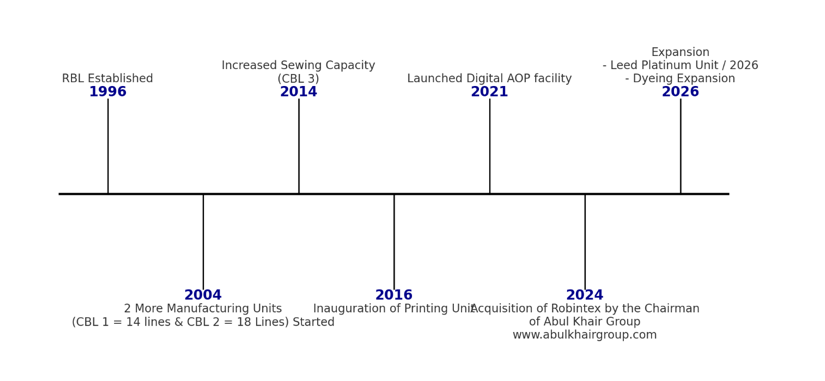 RBL Established
1996
2 More Manufacturing Units
(CBL 1 = 14 lines & CBL 2 = 18 Lines) Started
2004
Increased Sewing Capacity
(CBL 3)
2014
Inauguration of Printing Unit
2016
Launched Digital AOP facility
2021
Acquisition of Robintex by the Chairman
of Abul Khair Group
www.abulkhairgroup.com
2024
Expansion
- Leed Platinum Unit / 2026
- Dyeing Expansion
2026